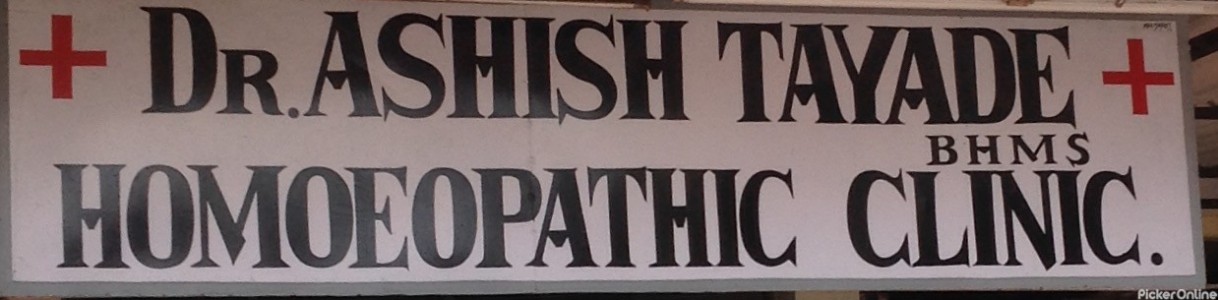 DR. ASHISH TAYADE
BHMS
HOMOEOPATHIC CLINIC.
PickerOnline